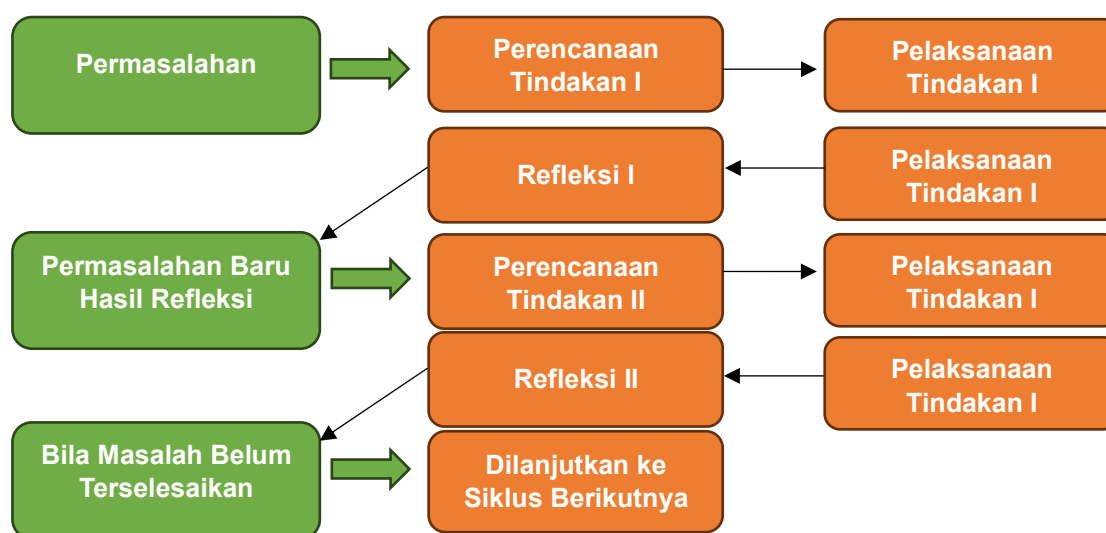 Permasalahan
Perencanaan
Tindakan I
Pelaksanaan
Tindakan I
Refleksi I
Pelaksanaan
Tindakan I
Permasalahan Baru
Hasil Refleksi
Perencanaan
Tindakan II
Pelaksanaan
Tindakan I
Refleksi II
Pelaksanaan
Tindakan I
Bila Masalah Belum
Terselesaikan
Dilanjutkan ke
Siklus Berikutnya